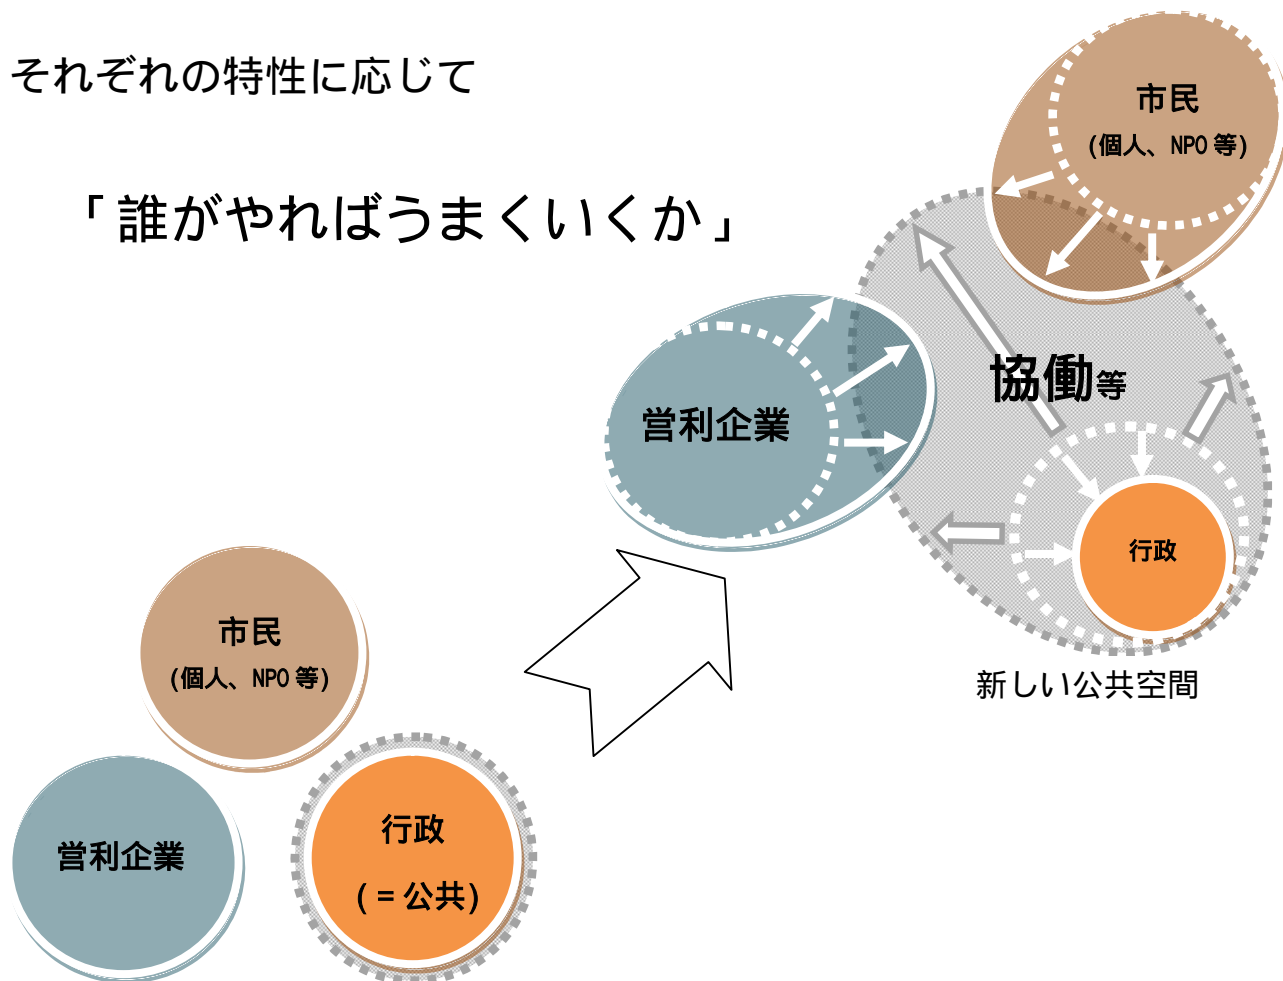 それぞれの特性に応じて
「誰がやればうまくいくか」
市民
(個人、NPO等)
協働等
営利企業
行政
新しい公共空間
市民
(個人、NPO等)
営利企業
行政
(=公共)